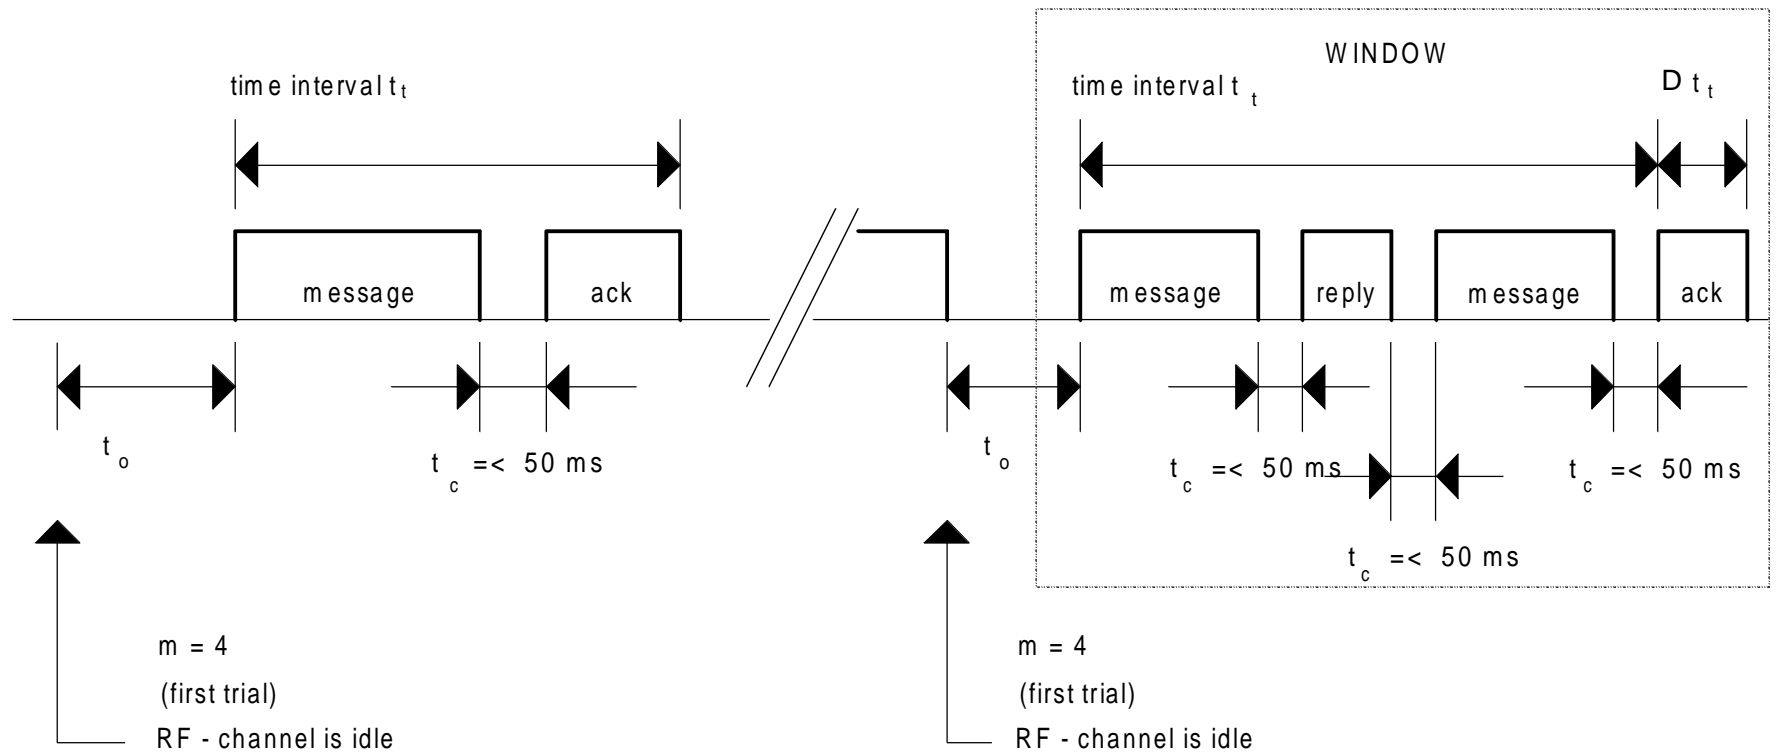 WINDOW
time interval t t
time interval t t
D t t
message
ack
message
reply
message
ack
t o
t c =< 50 ms
t o
t c =< 50 ms
t c =< 50 ms
t c =< 50 ms
m = 4
(first trial)
RF - channel is idle
m = 4
(first trial)
RF - channel is idle